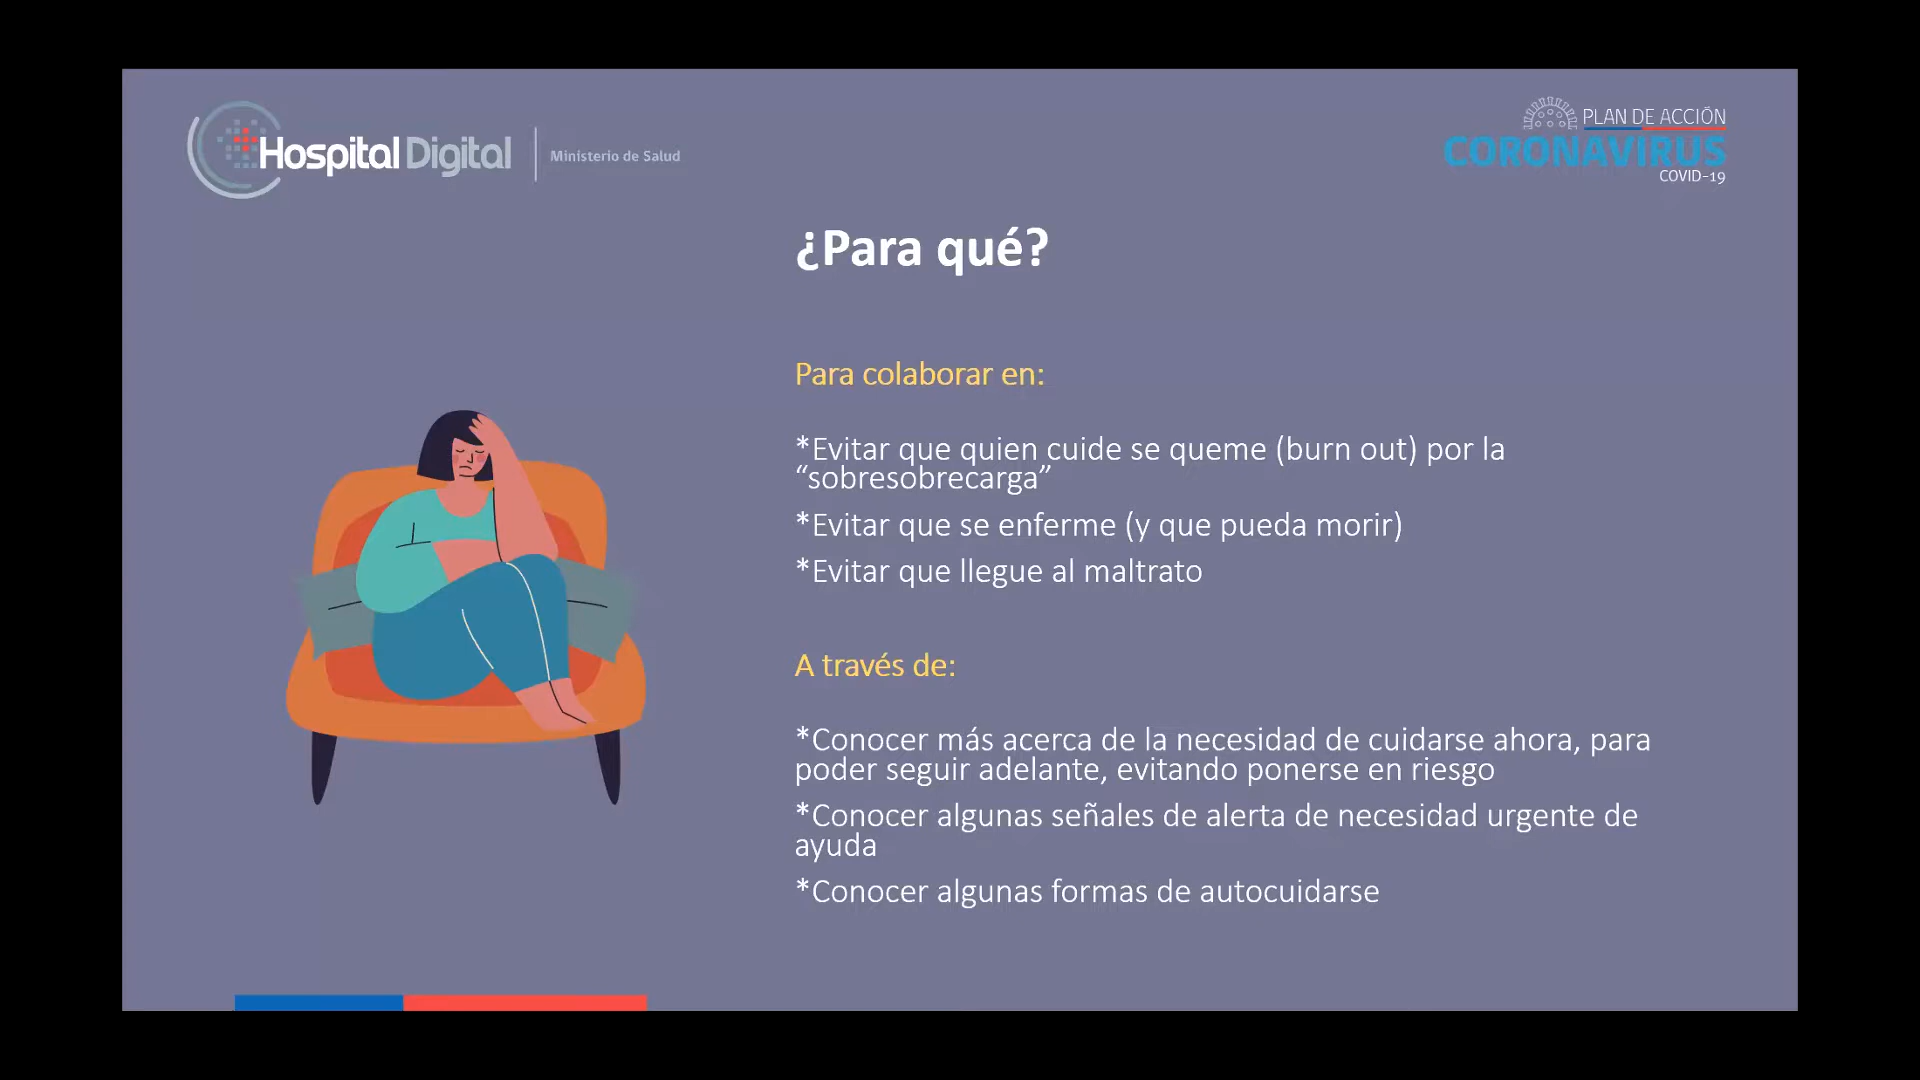 Hospital Digital
Ministerio de Salud
PLAN DE ACCIÓN
CORONAVIRUS
COVID-19
¿Para qué?
Para colaborar en:
*Evitar que quien cuide se queme (burn out) por la
“sobresobrecarga”
*Evitar que se enferme (y que pueda morir)
*Evitar que llegue al maltrato
A través de:
*Conocer más acerca de la necesidad de cuidarse ahora, para
poder seguir adelante, evitando ponerse en riesgo
*Conocer algunas señales de alerta de necesidad urgente de
ayuda
*Conocer algunas formas de autocuidarse